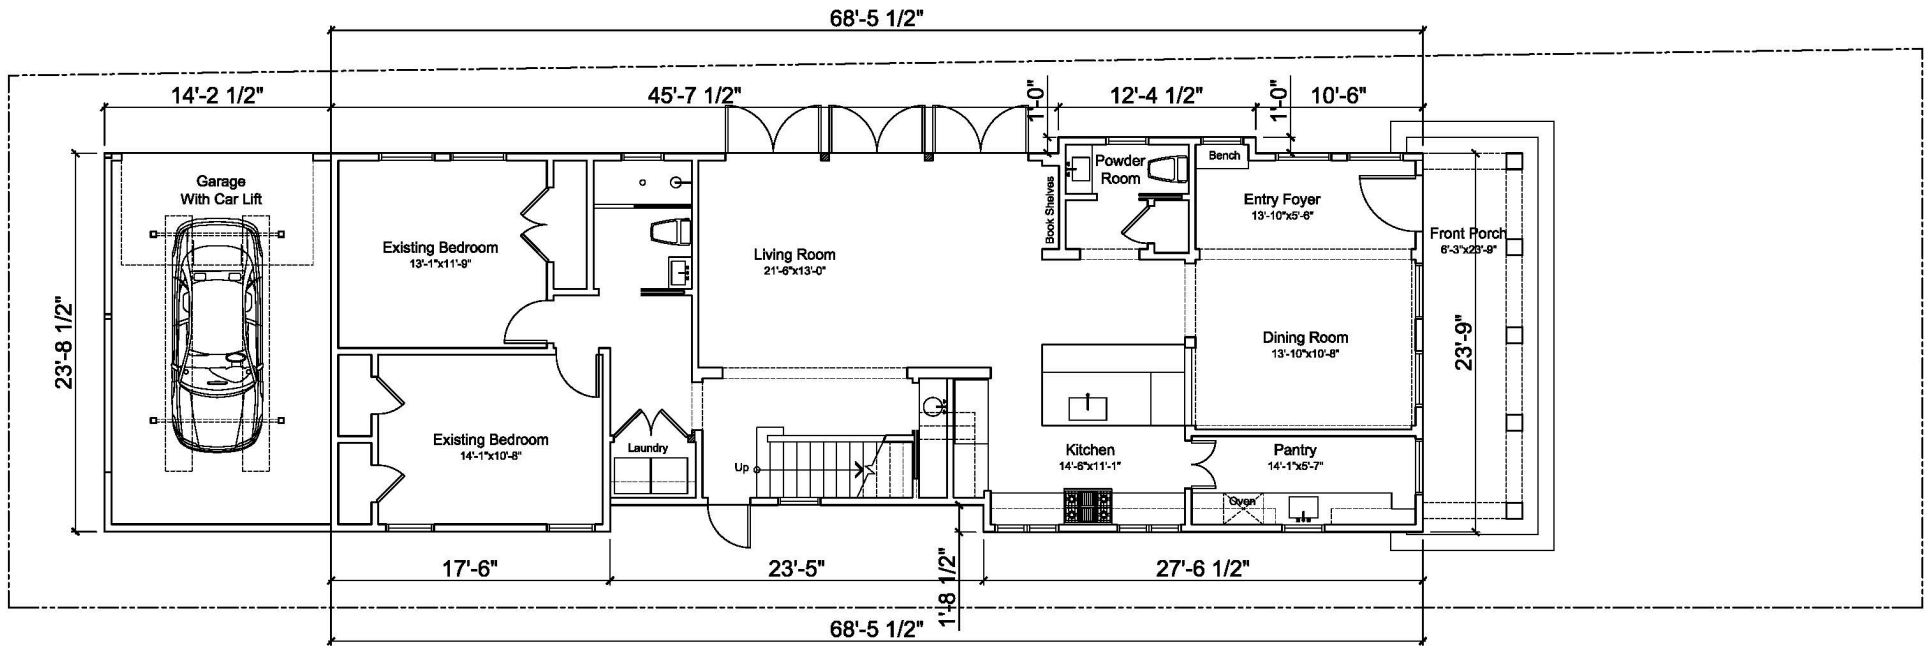 68'-5 1/2"
14'-2 1/2"
45'-7 1/2"
1'-0"
12'-4 1/2"
1'-0"
10'-6"
Garage
With Car Lift
Powder
Room
Bench
Book Shelves
Entry Foyer
13'-10"x5'-6"
Existing Bedroom
13'-1"x11'-9"
Living Room
21'-6"x13'-0"
Front Porch
6'-3"x23'-9"
23'-8 1/2"
Dining Room
13'-10"x10'-8"
23'-9"
Existing Bedroom
14'-1"x10'-8"
Laundry
Up
Kitchen
14'-6"x11'-1"
Pantry
14'-1"x5'-7"
Oven
17'-6"
23'-5"
1'-8 1/2"
27'-6 1/2"
68'-5 1/2"